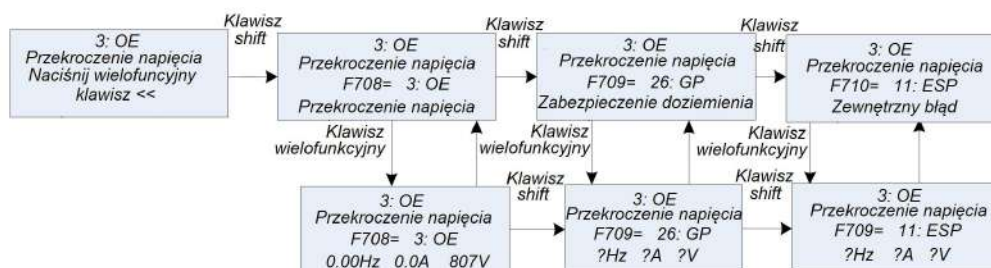 3: OE
Przekroczenie napięcia
Naciśnij wielofuncyjny
klawisz <<
Klawisz
shift
3: OE
Przekroczenie napięcia
F708= 3: OE
Przekroczenie napięcia
Klawisz
shift
3: OE
Przekroczenie napięcia
F709= 26: GP
Zabezpieczenie doziemienia
Klawisz
shift
3: OE
Przekroczenie napięcia
F710= 11: ESP
Zewnętrzny błąd
Klawisz
wielofunkcyjny
Klawisz
wielofunkcyjny
Klawisz
wielofunkcyjny
3: OE
Przekroczenie napięcia
F708= 3: OE
0.00Hz 0.0A 807V
Klawisz
shift
3: OE
Przekroczenie napięcia
F709= 26: GP
?Hz ?A ?V
Klawisz
shift
3: OE
Przekroczenie napięcia
F709= 11: ESP
?Hz ?A ?V